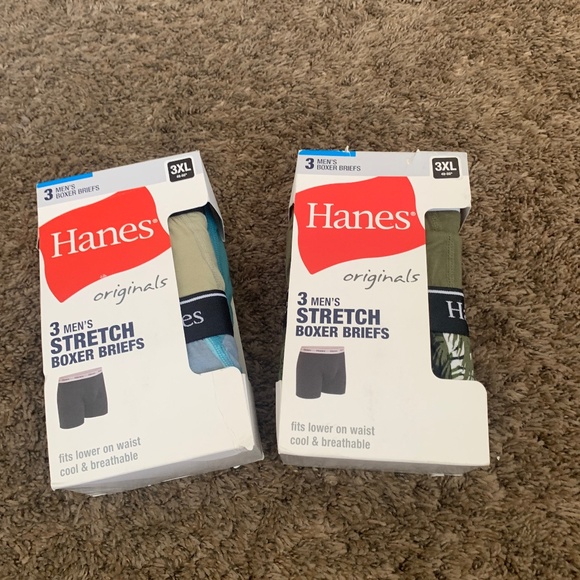 3 MEN'S
BOXER BRIEFS
3XL
Hanes®
originals
es
3 MEN'S
STRETCH
BOXER BRIEFS
fits lower on waist
cool & breathable
3 MEN'S
BOXER BRIEFS
3XL
Hanes®
originals
H
3 MEN'S
STRETCH
BOXER BRIEFS
fits lower on waist
cool & breathable